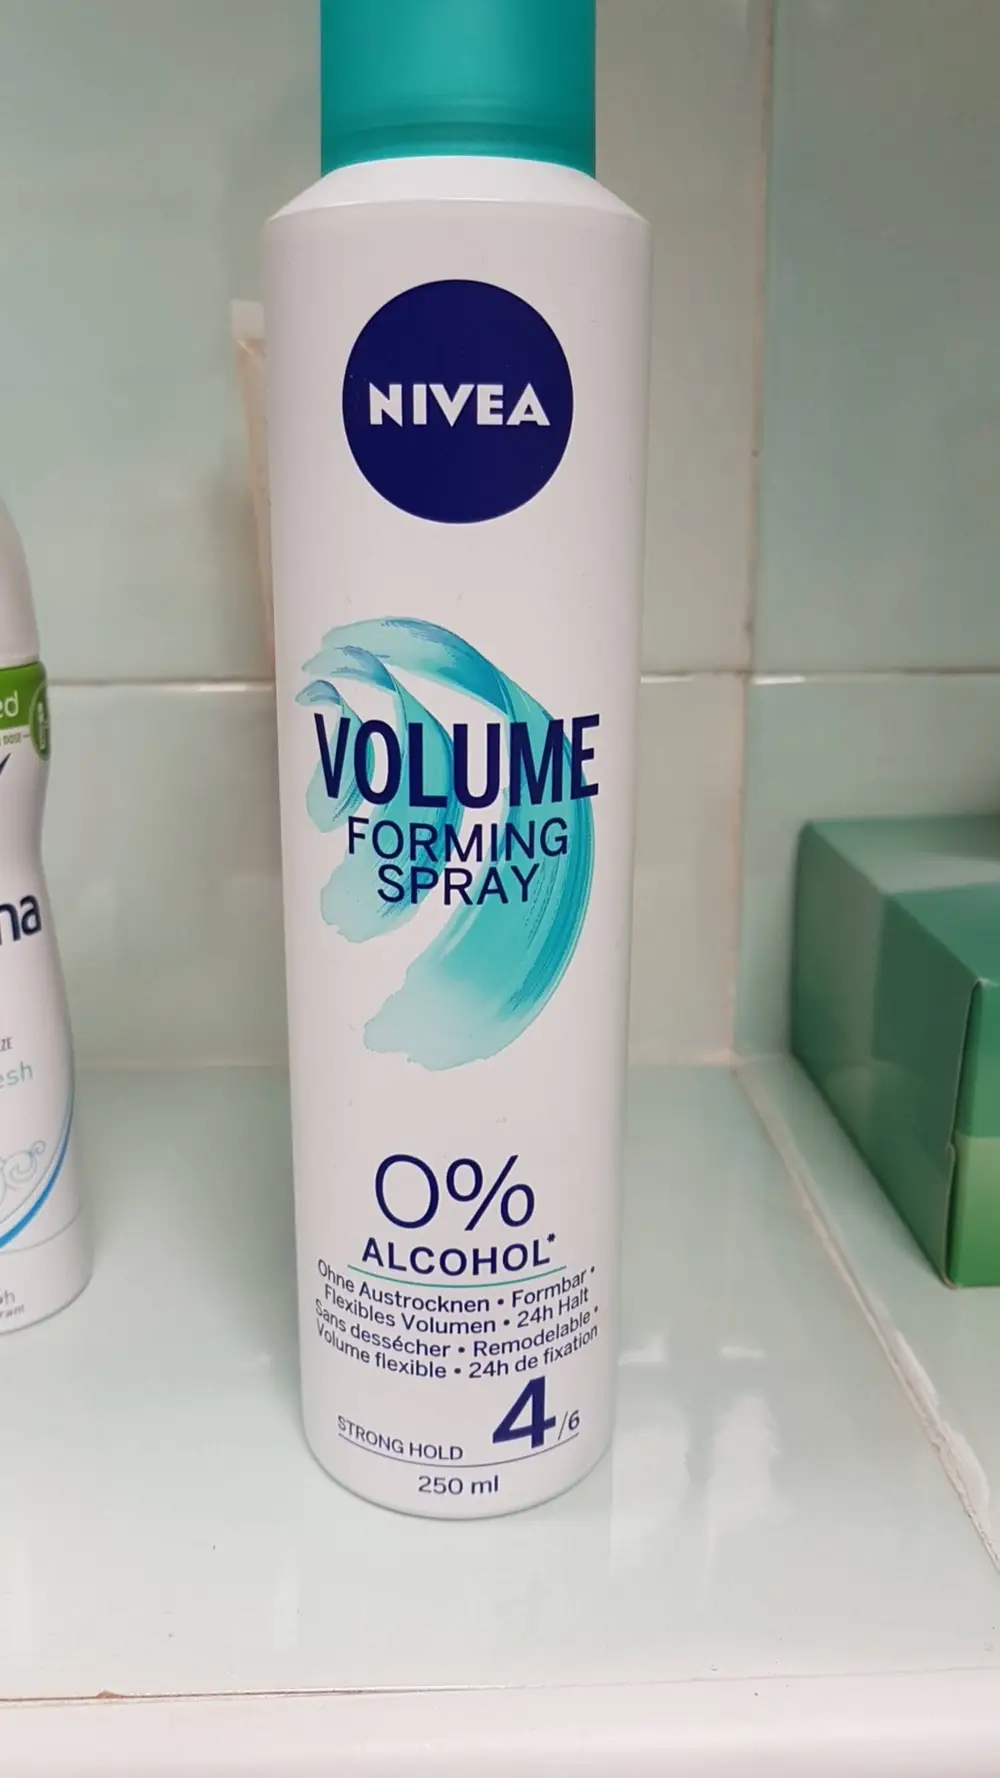 NIVEA
VOLUME
FORMING
SPRAY
0%
ALCOHOL*
Ohne Austrocknen • Formbar •
Flexibles Volumen • 24h Halt
Sans dessécher • Remodelable •
Volume flexible • 24h de fixation
STRONG HOLD 4/6
250 ml